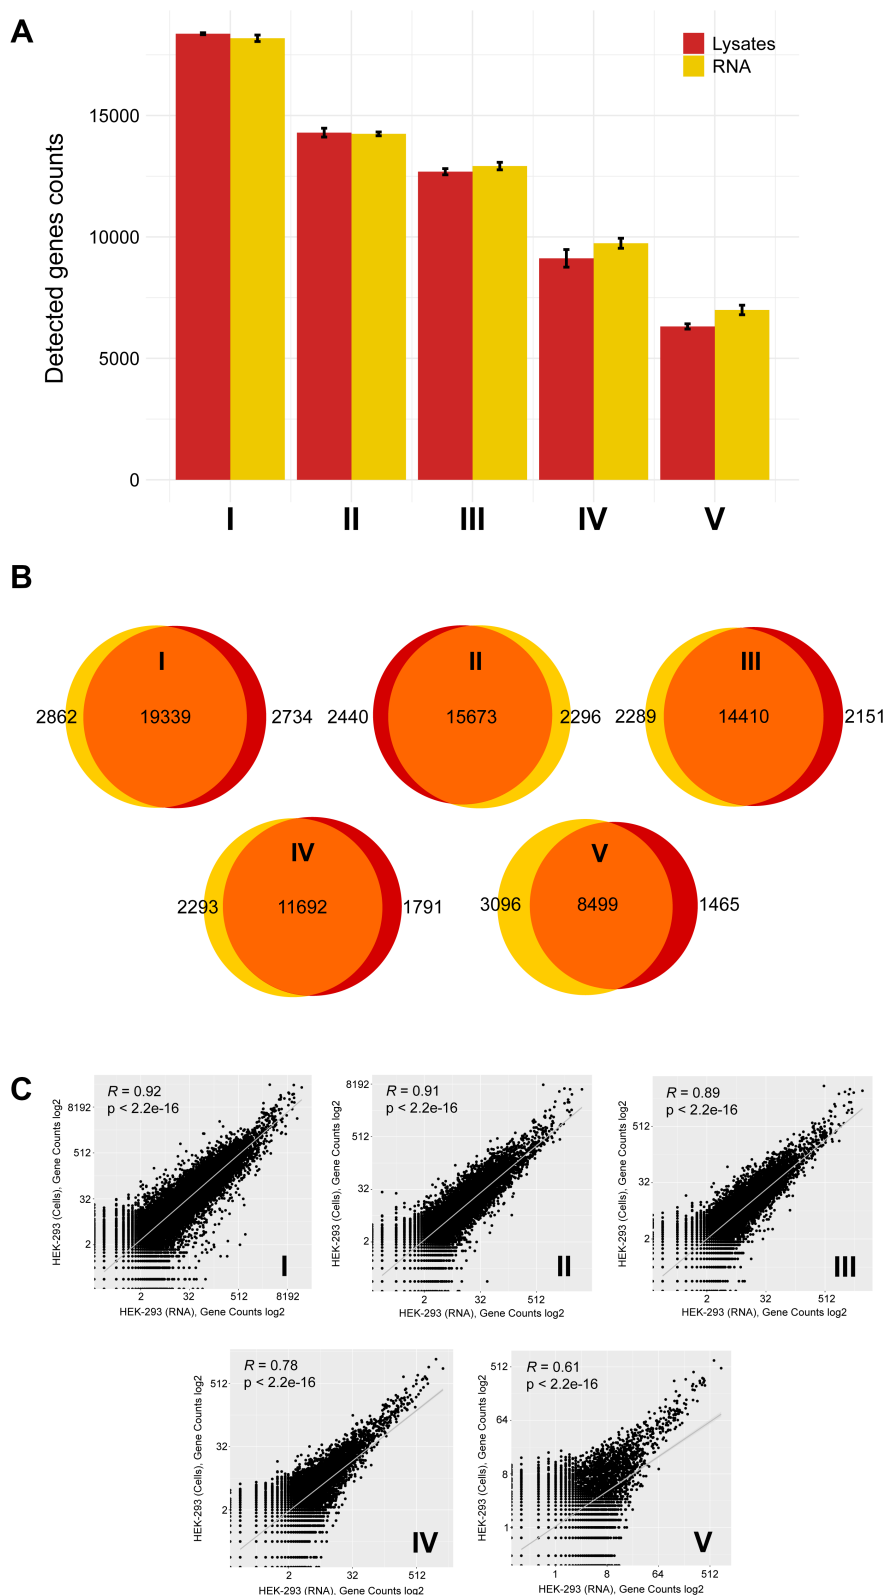 A
Lysates
RNA
Detected genes counts
15000
10000
5000
0
I II III IV V
B
I II III
2862 19339 2734 2440 15673 2296 2289 14410 2151
IV V
2293 11692 1791 3096 8499 1465
C
R = 0.92
p < 2.2e-16
HEK-293 (Cells), Gene Counts log2
8192
512
32
2
I
2 32 512 8192
HEK-293 (RNA), Gene Counts log2
R = 0.91
p < 2.2e-16
HEK-293 (Cells), Gene Counts log2
8192
512
32
2
II
2 32 512
HEK-293 (RNA), Gene Counts log2
R = 0.89
p < 2.2e-16
HEK-293 (Cells), Gene Counts log2
512
32
2
III
2 32 512
HEK-293 (RNA), Gene Counts log2
R = 0.78
p < 2.2e-16
HEK-293 (Cells), Gene Counts log2
512
32
2
IV
2 32 512
HEK-293 (RNA), Gene Counts log2
R = 0.61
p < 2.2e-16
HEK-293 (Cells), Gene Counts log2
512
64
8
1
V
1 8 64 512
HEK-293 (RNA), Gene Counts log2